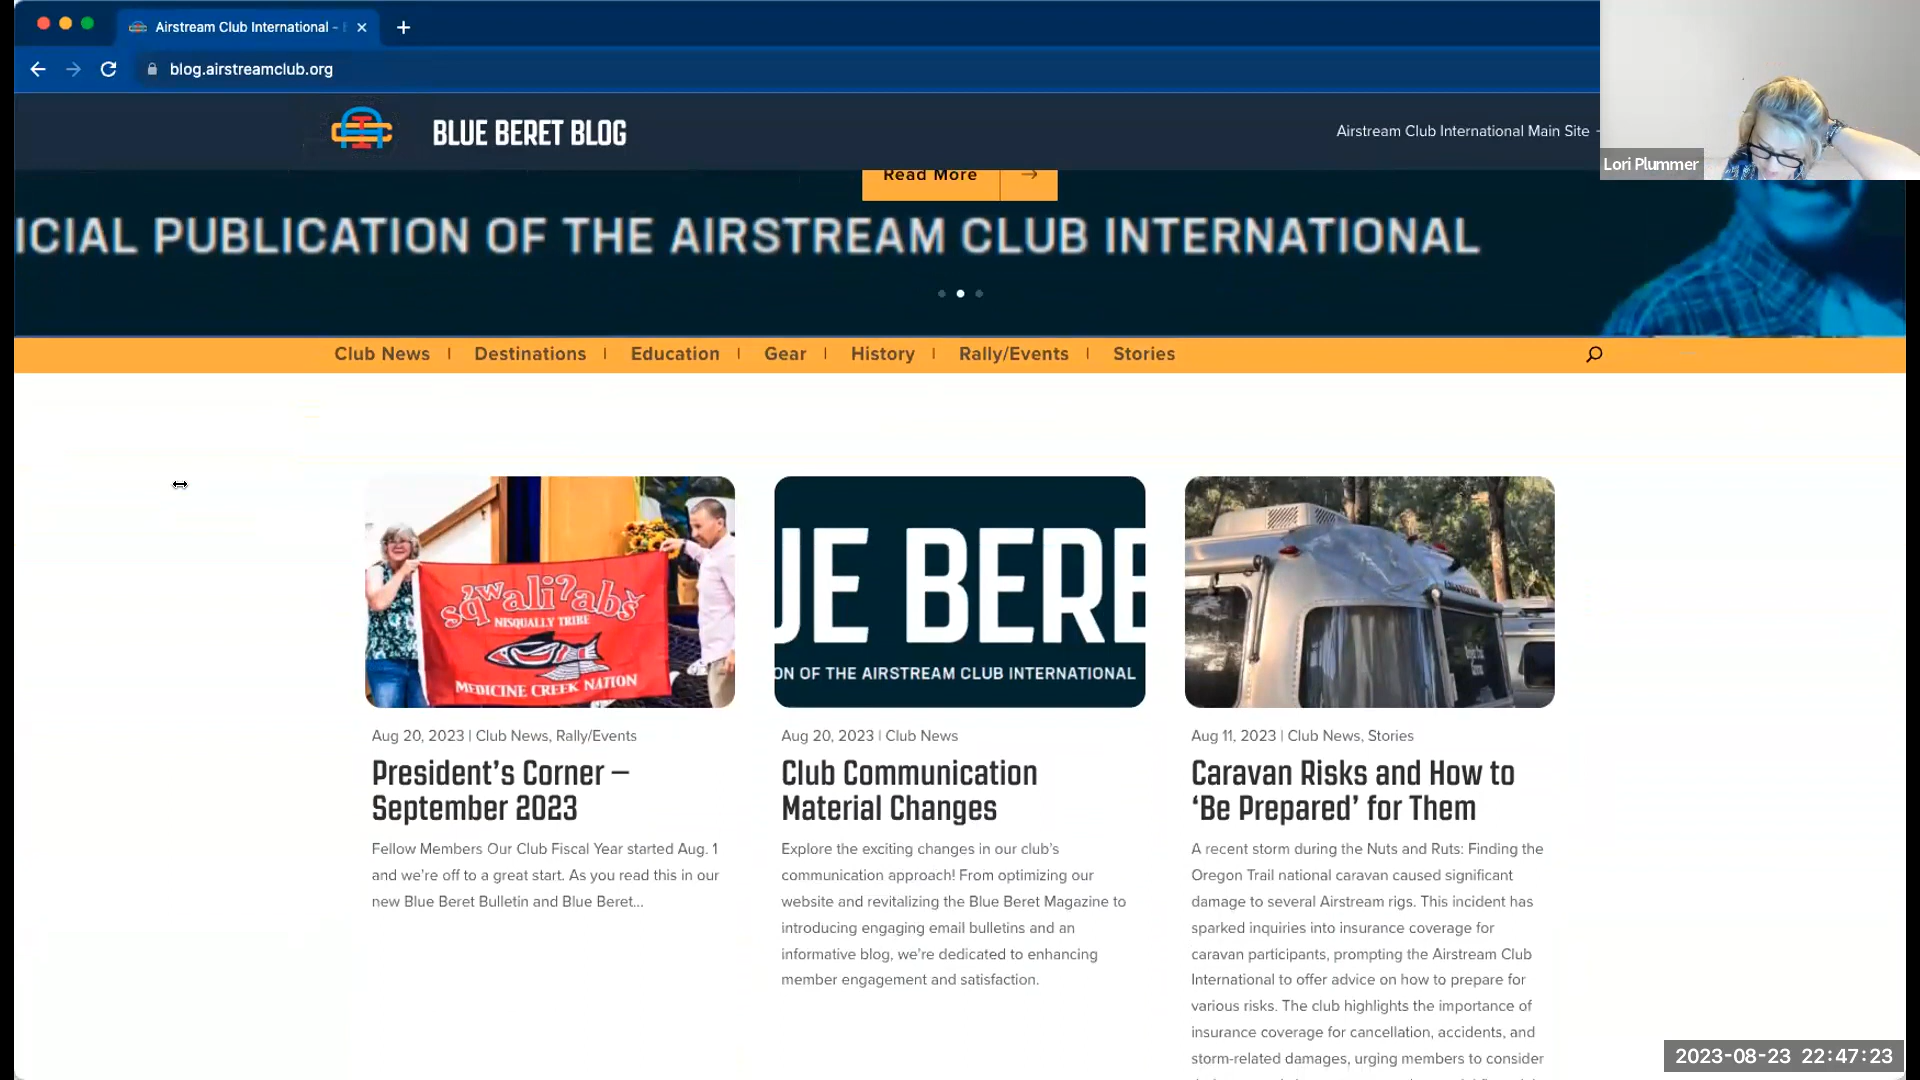 Airstream Club International –
blog.airstreamclub.org
BLUE BERET BLOG
Airstream Club International Main Site
Lori Plummer
Read More
ICIAL PUBLICATION OF THE AIRSTREAM CLUB INTERNATIONAL
Club News | Destinations | Education | Gear | History | Rally/Events | Stories
sqʷaliʔabš
NISQUALLY TRIBE
MEDICINE CREEK NATION
UE BERE
ON OF THE AIRSTREAM CLUB INTERNATIONAL
Aug 20, 2023 | Club News, Rally/Events
President’s Corner –
September 2023
Fellow Members Our Club Fiscal Year started Aug. 1
and we’re off to a great start. As you read this in our
new Blue Beret Bulletin and Blue Beret...
Aug 20, 2023 | Club News
Club Communication
Material Changes
Explore the exciting changes in our club’s
communication approach! From optimizing our
website and revitalizing the Blue Beret Magazine to
introducing engaging email bulletins and an
informative blog, we’re dedicated to enhancing
member engagement and satisfaction.
Aug 11, 2023 | Club News, Stories
Caravan Risks and How to
‘Be Prepared’ for Them
A recent storm during the Nuts and Ruts: Finding the
Oregon Trail national caravan caused significant
damage to several Airstream rigs. This incident has
sparked inquiries into insurance coverage for
caravan participants, prompting the Airstream Club
International to offer advice on how to prepare for
various risks. The club highlights the importance of
insurance coverage for cancellation, accidents, and
storm-related damages, urging members to consider
2023-08-23 22:47:23